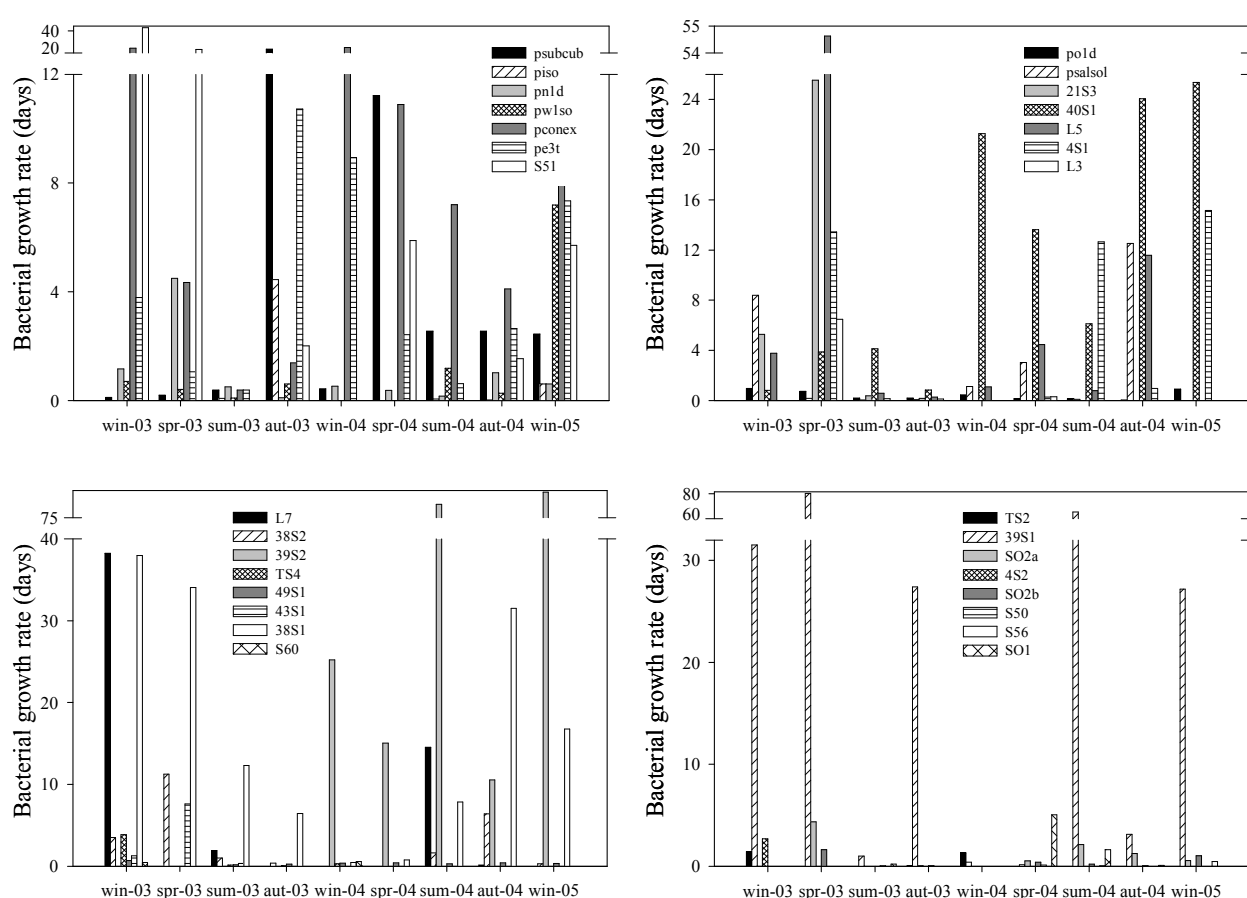 40
20
12
8
4
0
Bacterial growth rate (days)
psubcub
piso
pn1d
pw1so
pconex
pe3t
S51
win-03 spr-03 sum-03 aut-03 win-04 spr-04 sum-04 aut-04 win-05
55
54
24
20
16
12
8
4
0
Bacterial growth rate (days)
po1d
psalsol
21S3
40S1
L5
4S1
L3
win-03 spr-03 sum-03 aut-03 win-04 spr-04 sum-04 aut-04 win-05
75
40
30
20
10
0
Bacterial growth rate (days)
L7
38S2
39S2
TS4
49S1
43S1
38S1
S60
win-03 spr-03 sum-03 aut-03 win-04 spr-04 sum-04 aut-04 win-05
80
60
30
20
10
0
Bacterial growth rate (days)
TS2
39S1
SO2a
4S2
SO2b
S50
S56
SO1
win-03 spr-03 sum-03 aut-03 win-04 spr-04 sum-04 aut-04 win-05